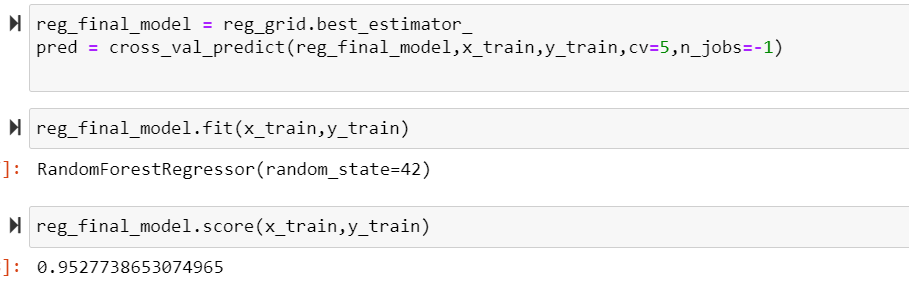 reg_final_model = reg_grid.best_estimator_
pred = cross_val_predict(reg_final_model,x_train,y_train,cv=5,n_jobs=-1)
reg_final_model.fit(x_train,y_train)
]: RandomForestRegressor(random_state=42)
reg_final_model.score(x_train,y_train)
]: 0.9527738653074965